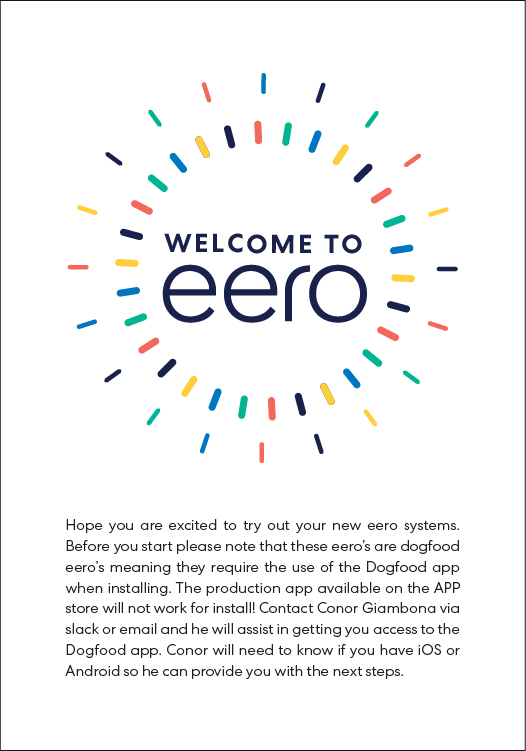 WELCOME TO
eero
Hope you are excited to try out your new eero systems.
Before you start please note that these eero's are dogfood
eero's meaning they require the use of the Dogfood app
when installing. The production app available on the APP
store will not work for install! Contact Conor Giambona via
slack or email and he will assist in getting you access to the
Dogfood app. Conor will need to know if you have iOS or
Android so he can provide you with the next steps.